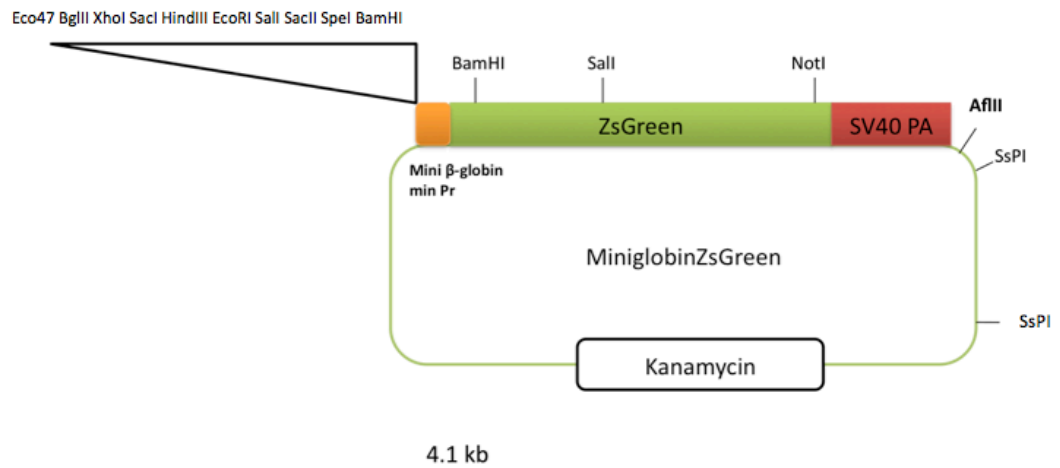 Eco47 BglII XhoI SacI HindIII EcoRI SalI SacII SpeI BamHI
BamHI
SalI
NotI
AflII
ZsGreen
SV40 PA
SsPI
Mini β-globin
min Pr
MiniglobinZsGreen
SsPI
Kanamycin
4.1 kb